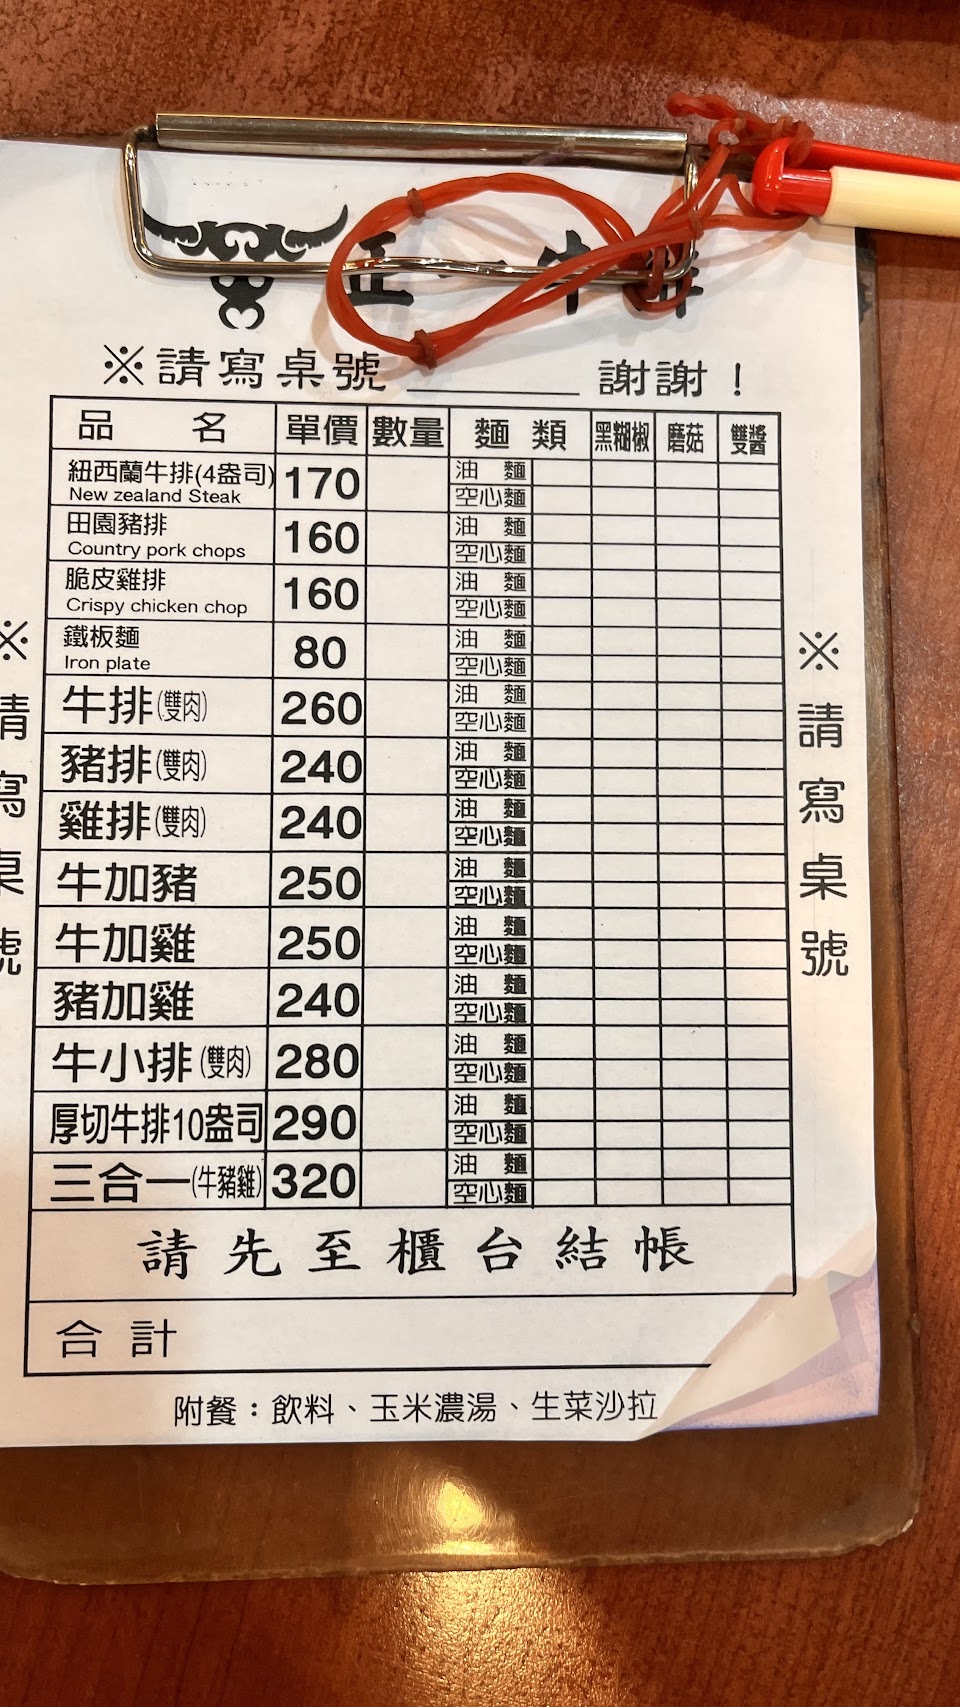 正一牛排
※請寫桌號 謝謝！
品 名 單價 數量 麵 類 黑糊椒 磨菇 雙醬
紐西蘭牛排(4盎司) New zealand Steak 170 油 麵 空心麵
田園豬排 Country pork chops 160 油 麵 空心麵
脆皮雞排 Crispy chicken chop 160 油 麵 空心麵
鐵板麵 Iron plate 80 油 麵 空心麵
牛排(雙肉) 260 油 麵 空心麵
豬排(雙肉) 240 油 麵 空心麵
雞排(雙肉) 240 油 麵 空心麵
牛加豬 250 油 麵 空心麵
牛加雞 250 油 麵 空心麵
豬加雞 240 油 麵 空心麵
牛小排(雙肉) 280 油 麵 空心麵
厚切牛排10盎司 290 油 麵 空心麵
三合一(牛豬雞) 320 油 麵 空心麵
請先至櫃台結帳
合計
附餐：飲料、玉米濃湯、生菜沙拉
※請寫桌號
※請寫桌號